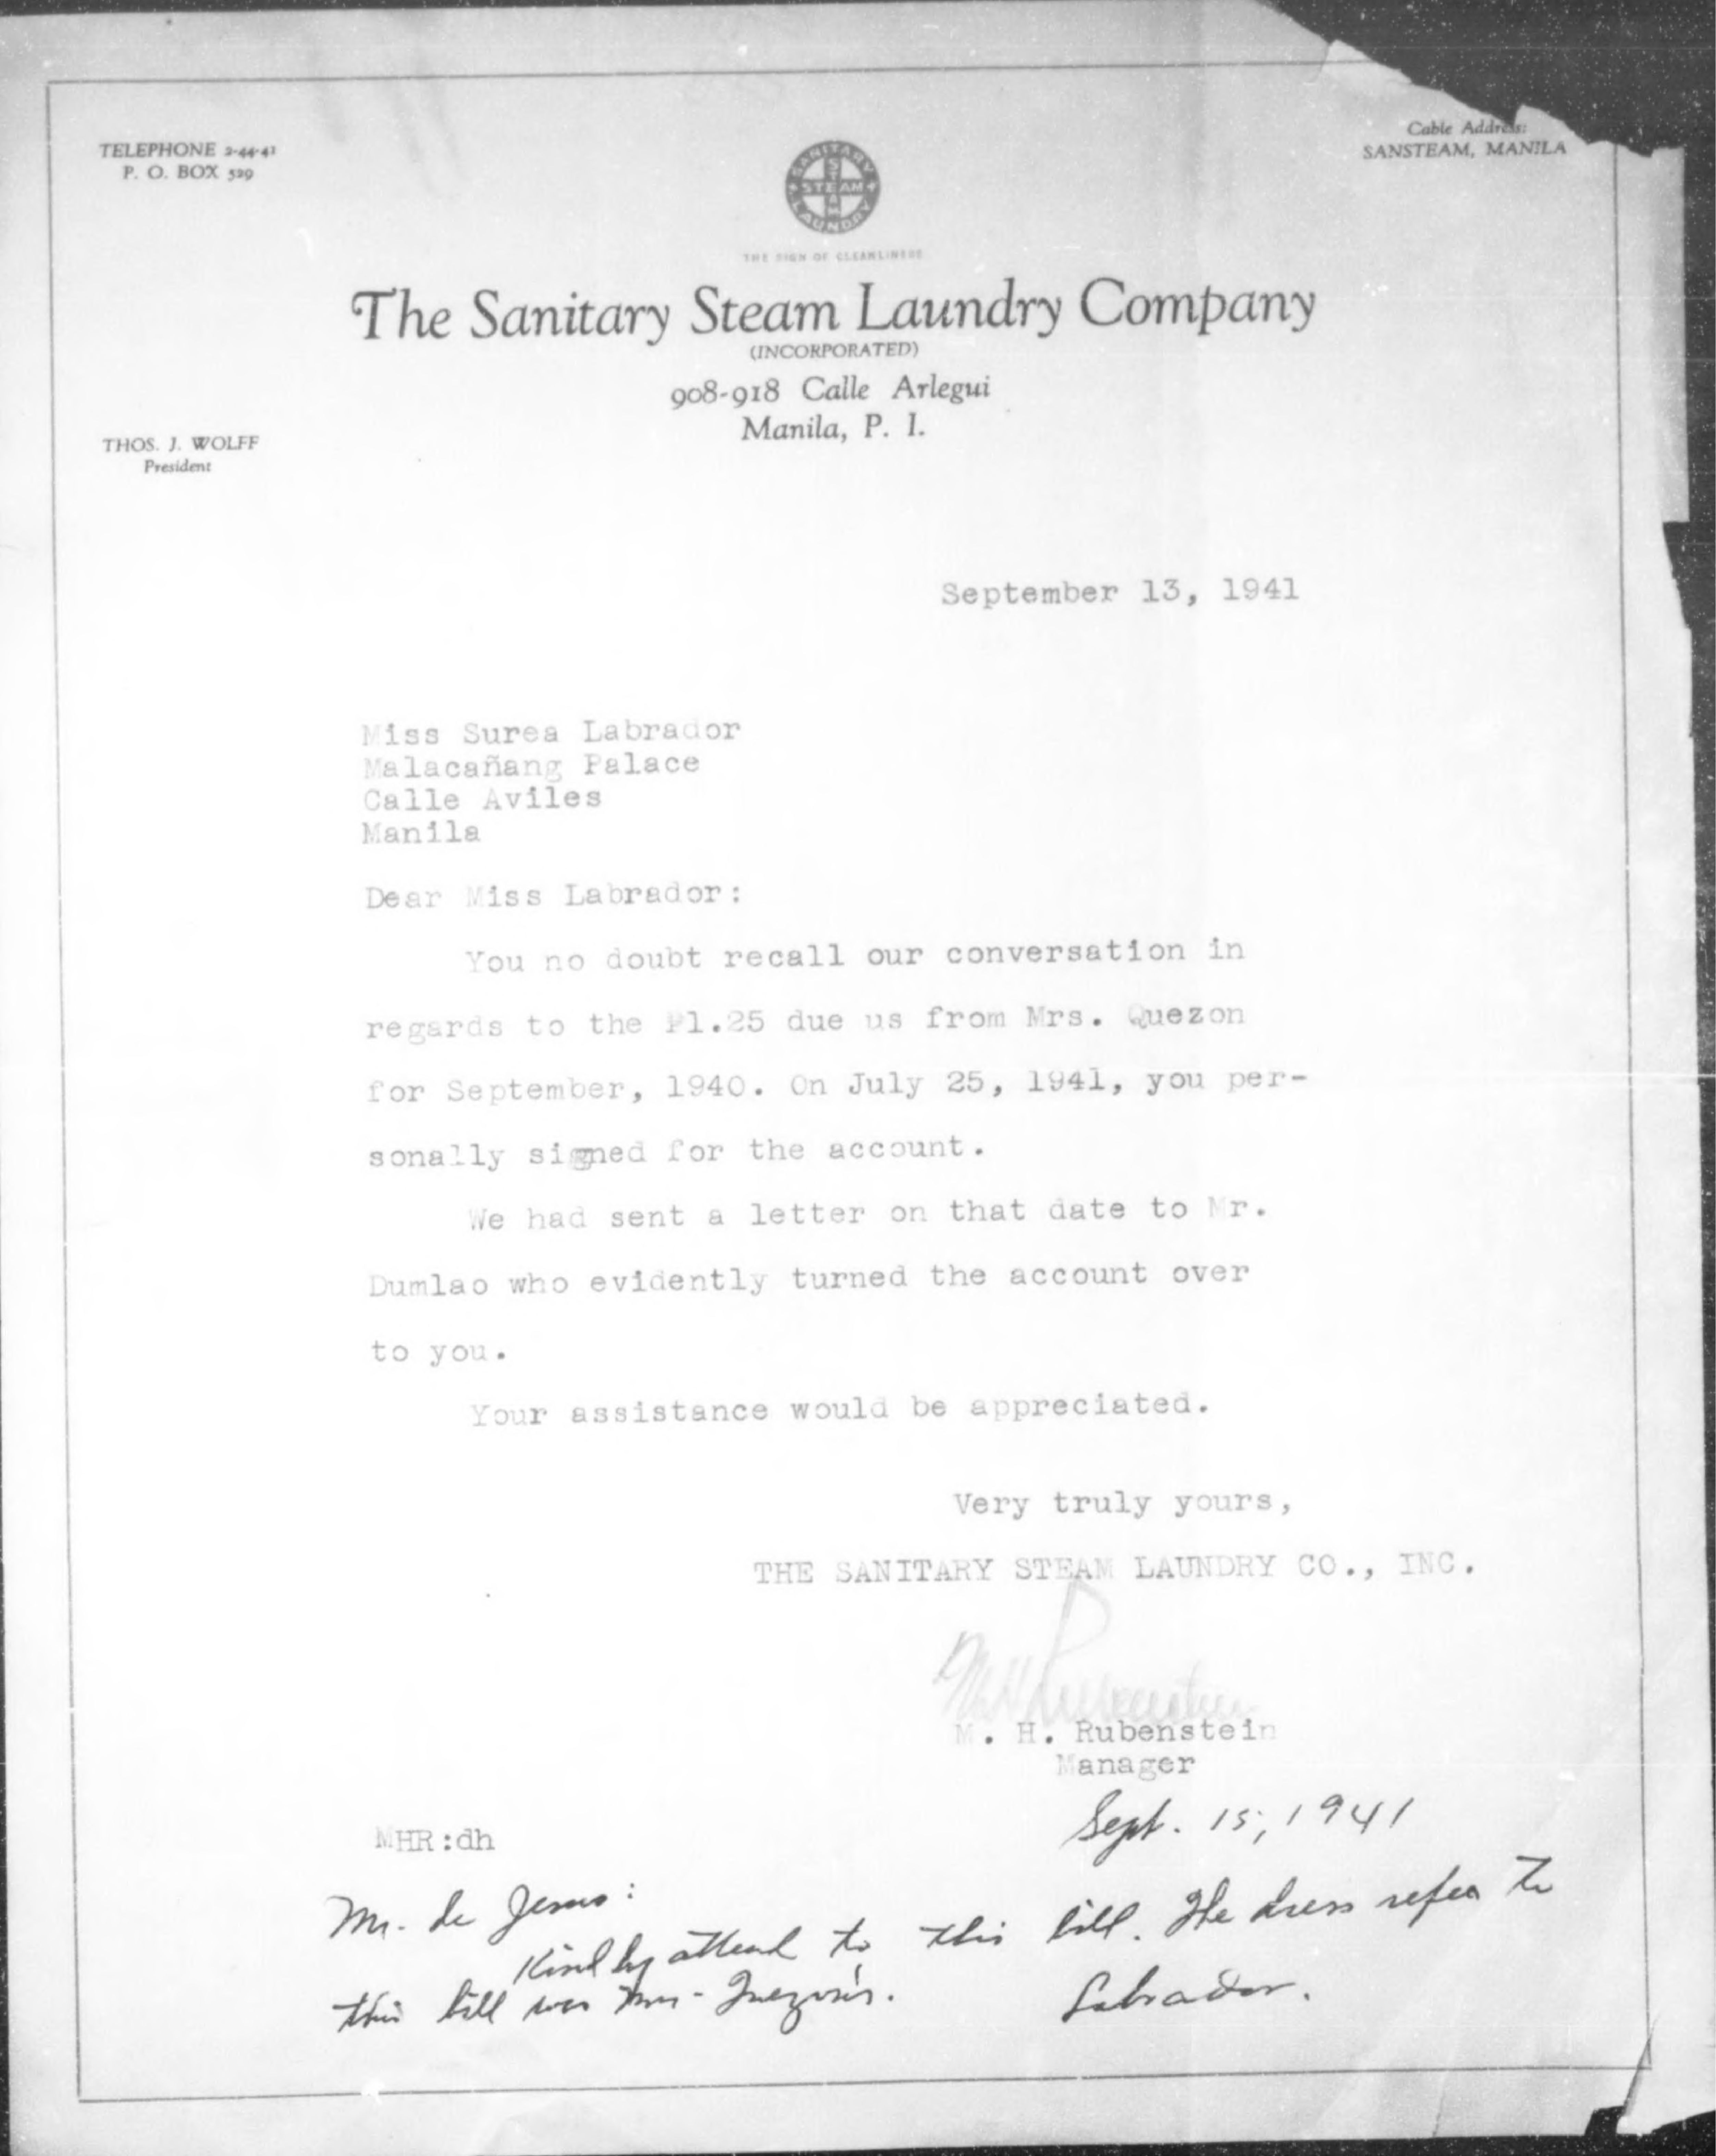 TELEPHONE 2-44-41
P. O. BOX 529
Cable Address:
SANSTEAM, MANILA
SANITARY
STEAM
STEAM
LAUNDRY
THE SIGN OF CLEANLINESS
The Sanitary Steam Laundry Company
(INCORPORATED)
908-918 Calle Arlegui
Manila, P. I.
THOS. J. WOLFF
President
September 13, 1941
Miss Surea Labrador
Malacañang Palace
Calle Aviles
Manila
Dear Miss Labrador:
You no doubt recall our conversation in
regards to the ₱1.25 due us from Mrs. Quezon
for September, 1940. On July 25, 1941, you per-
sonally signed for the account.
We had sent a letter on that date to Mr.
Dumlao who evidently turned the account over
to you.
Your assistance would be appreciated.
Very truly yours,
THE SANITARY STEAM LAUNDRY CO., INC.
M H Rubenstein
M. H. Rubenstein
Manager
MHR:dh
Sept. 15, 1941
Mr. de Jesus:
Kindly attend to this bill. The dress refer to
this bill was Mrs. Quezon's.
Labrador.